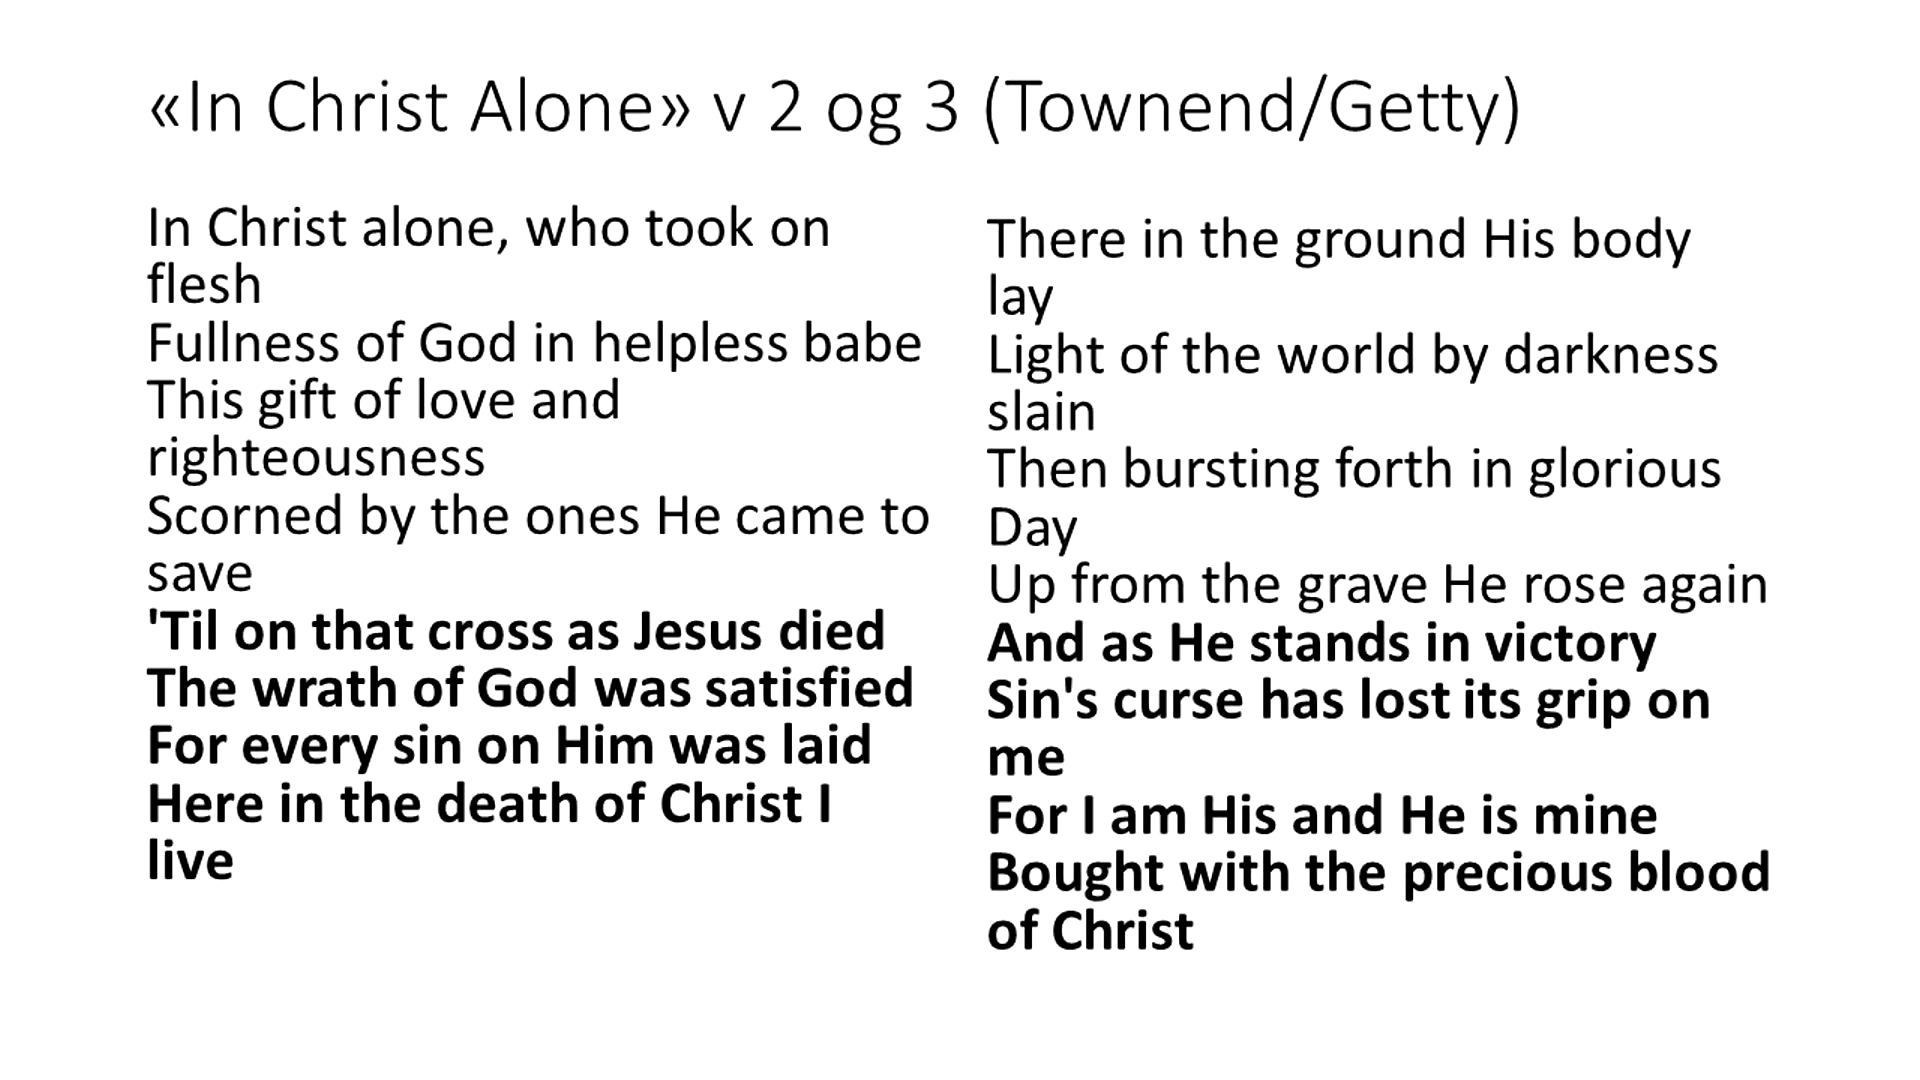 «In Christ Alone» v 2 og 3 (Townend/Getty)
In Christ alone, who took on
flesh
Fullness of God in helpless babe
This gift of love and
righteousness
Scorned by the ones He came to
save
'Til on that cross as Jesus died
The wrath of God was satisfied
For every sin on Him was laid
Here in the death of Christ I
live
There in the ground His body
lay
Light of the world by darkness
slain
Then bursting forth in glorious
Day
Up from the grave He rose again
And as He stands in victory
Sin's curse has lost its grip on
me
For I am His and He is mine
Bought with the precious blood
of Christ